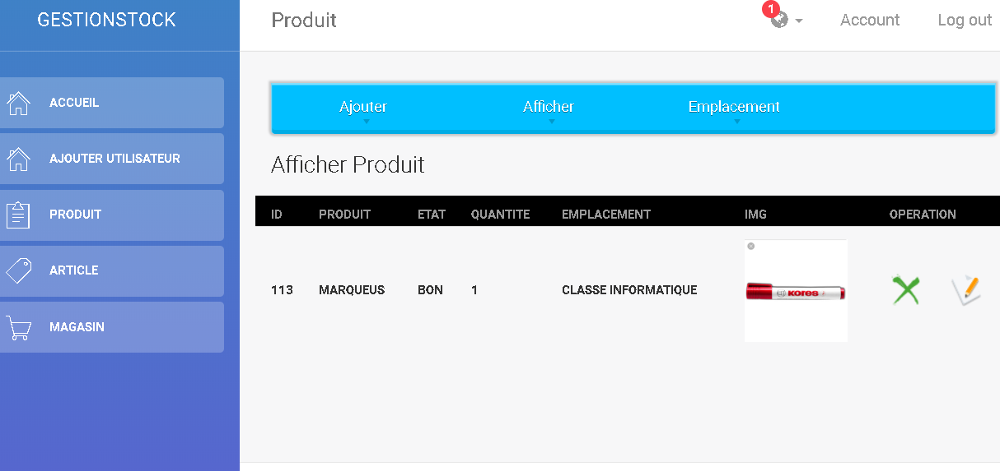 GESTIONSTOCK
Produit
1
Account
Log out
ACCUEIL
AJOUTER UTILISATEUR
PRODUIT
ARTICLE
MAGASIN
Ajouter
Afficher
Emplacement
Afficher Produit
ID PRODUIT ETAT QUANTITE EMPLACEMENT IMG OPERATION
113 MARQUEUS BON 1 CLASSE INFORMATIQUE
KORES